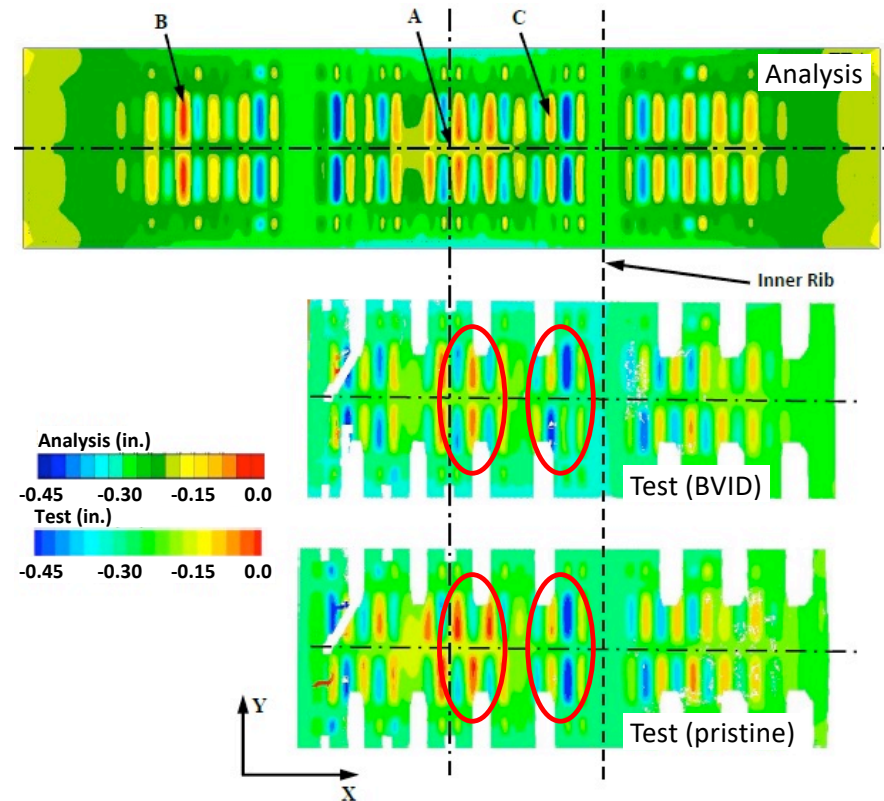 B
A
C
Analysis
Inner Rib
Analysis (in.)
-0.45 -0.30 -0.15 0.0
Test (in.)
-0.45 -0.30 -0.15 0.0
Test (BVID)
Y
X
Test (pristine)